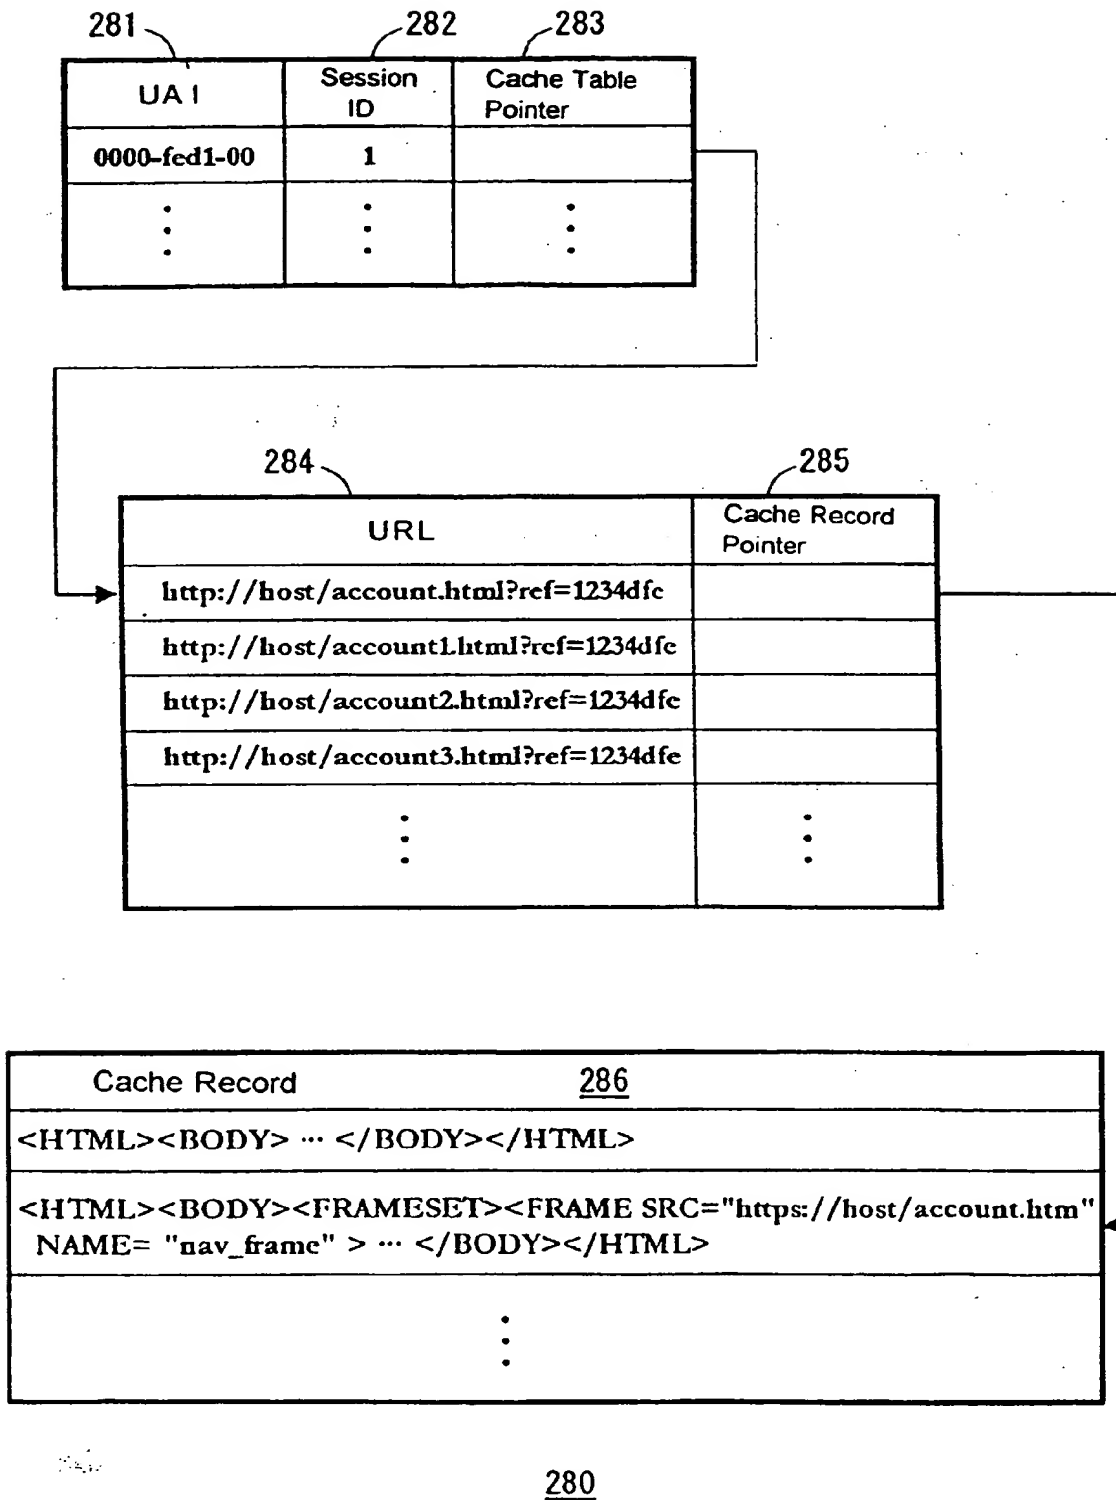 281 282 283
UAI Session ID Cache Table Pointer
0000-fed1-00 1
284 285
URL Cache Record Pointer
http://host/account.html?ref=1234dfe
http://host/account1.html?ref=1234dfe
http://host/account2.html?ref=1234dfe
http://host/account3.html?ref=1234dfe
Cache Record 286
<HTML><BODY> ... </BODY></HTML>
<HTML><BODY><FRAMESET><FRAME SRC="https://host/account.htm"
NAME= "nav_frame" > ... </BODY></HTML>
280